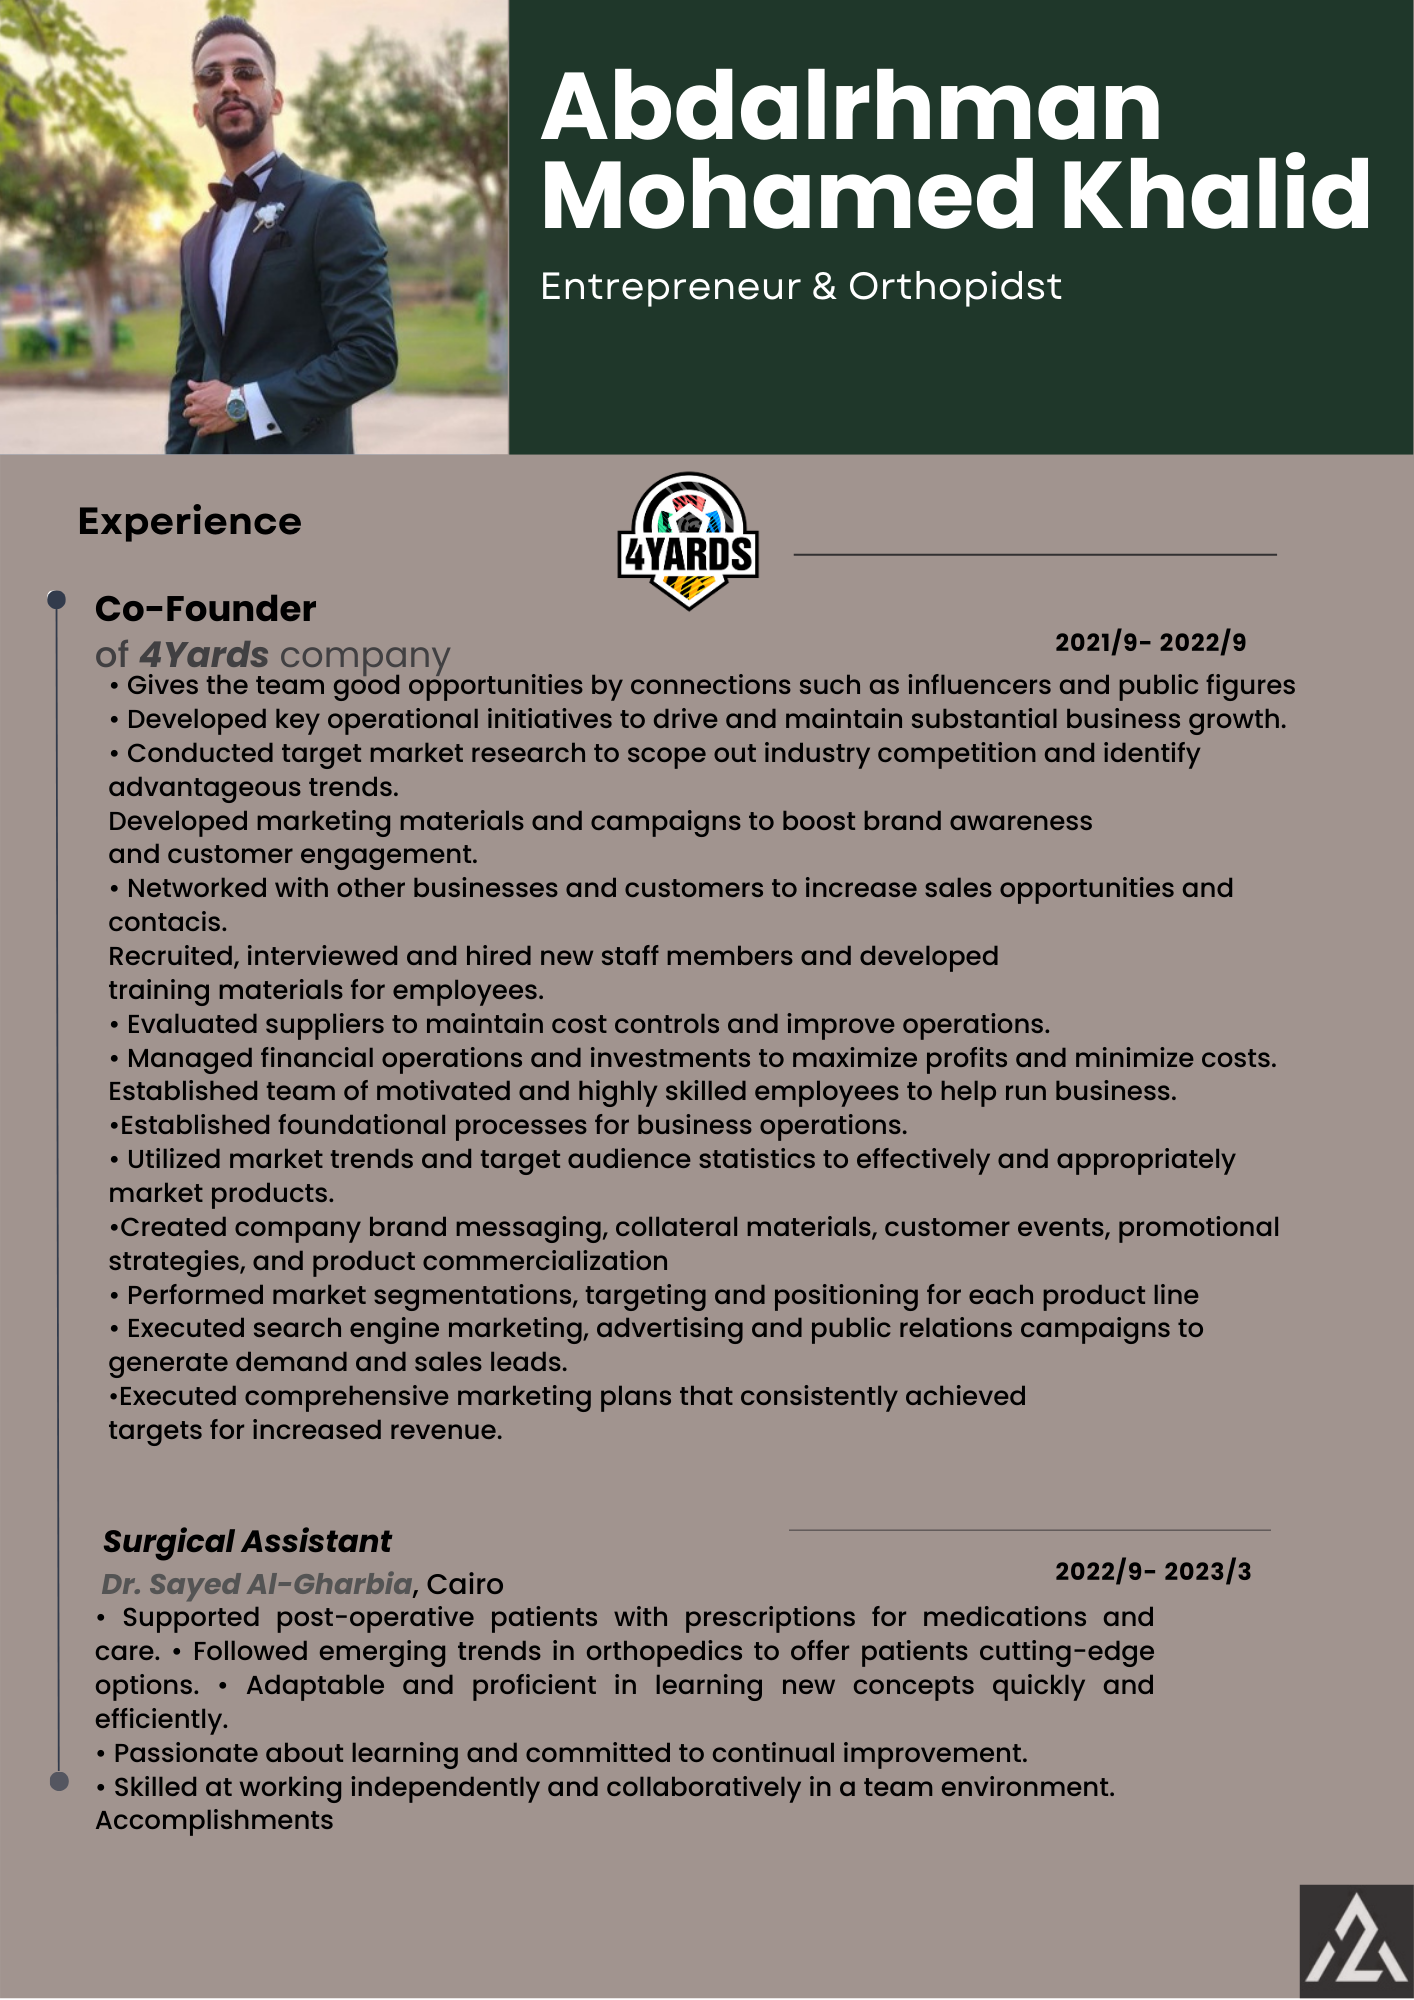 Abdalrhman
Mohamed Khalid
Entrepreneur & Orthopidst
Experience
4YARDS
Co-Founder
of 4Yards company
2021/9- 2022/9
• Gives the team good opportunities by connections such as influencers and public figures
• Developed key operational initiatives to drive and maintain substantial business growth.
• Conducted target market research to scope out industry competition and identify
advantageous trends.
Developed marketing materials and campaigns to boost brand awareness
and customer engagement.
• Networked with other businesses and customers to increase sales opportunities and
contacis.
Recruited, interviewed and hired new staff members and developed
training materials for employees.
• Evaluated suppliers to maintain cost controls and improve operations.
• Managed financial operations and investments to maximize profits and minimize costs.
Established team of motivated and highly skilled employees to help run business.
•Established foundational processes for business operations.
• Utilized market trends and target audience statistics to effectively and appropriately
market products.
•Created company brand messaging, collateral materials, customer events, promotional
strategies, and product commercialization
• Performed market segmentations, targeting and positioning for each product line
• Executed search engine marketing, advertising and public relations campaigns to
generate demand and sales leads.
•Executed comprehensive marketing plans that consistently achieved
targets for increased revenue.
Surgical Assistant
Dr. Sayed Al-Gharbia, Cairo
2022/9- 2023/3
• Supported post-operative patients with prescriptions for medications and
care. • Followed emerging trends in orthopedics to offer patients cutting-edge
options. • Adaptable and proficient in learning new concepts quickly and
efficiently.
• Passionate about learning and committed to continual improvement.
• Skilled at working independently and collaboratively in a team environment.
Accomplishments